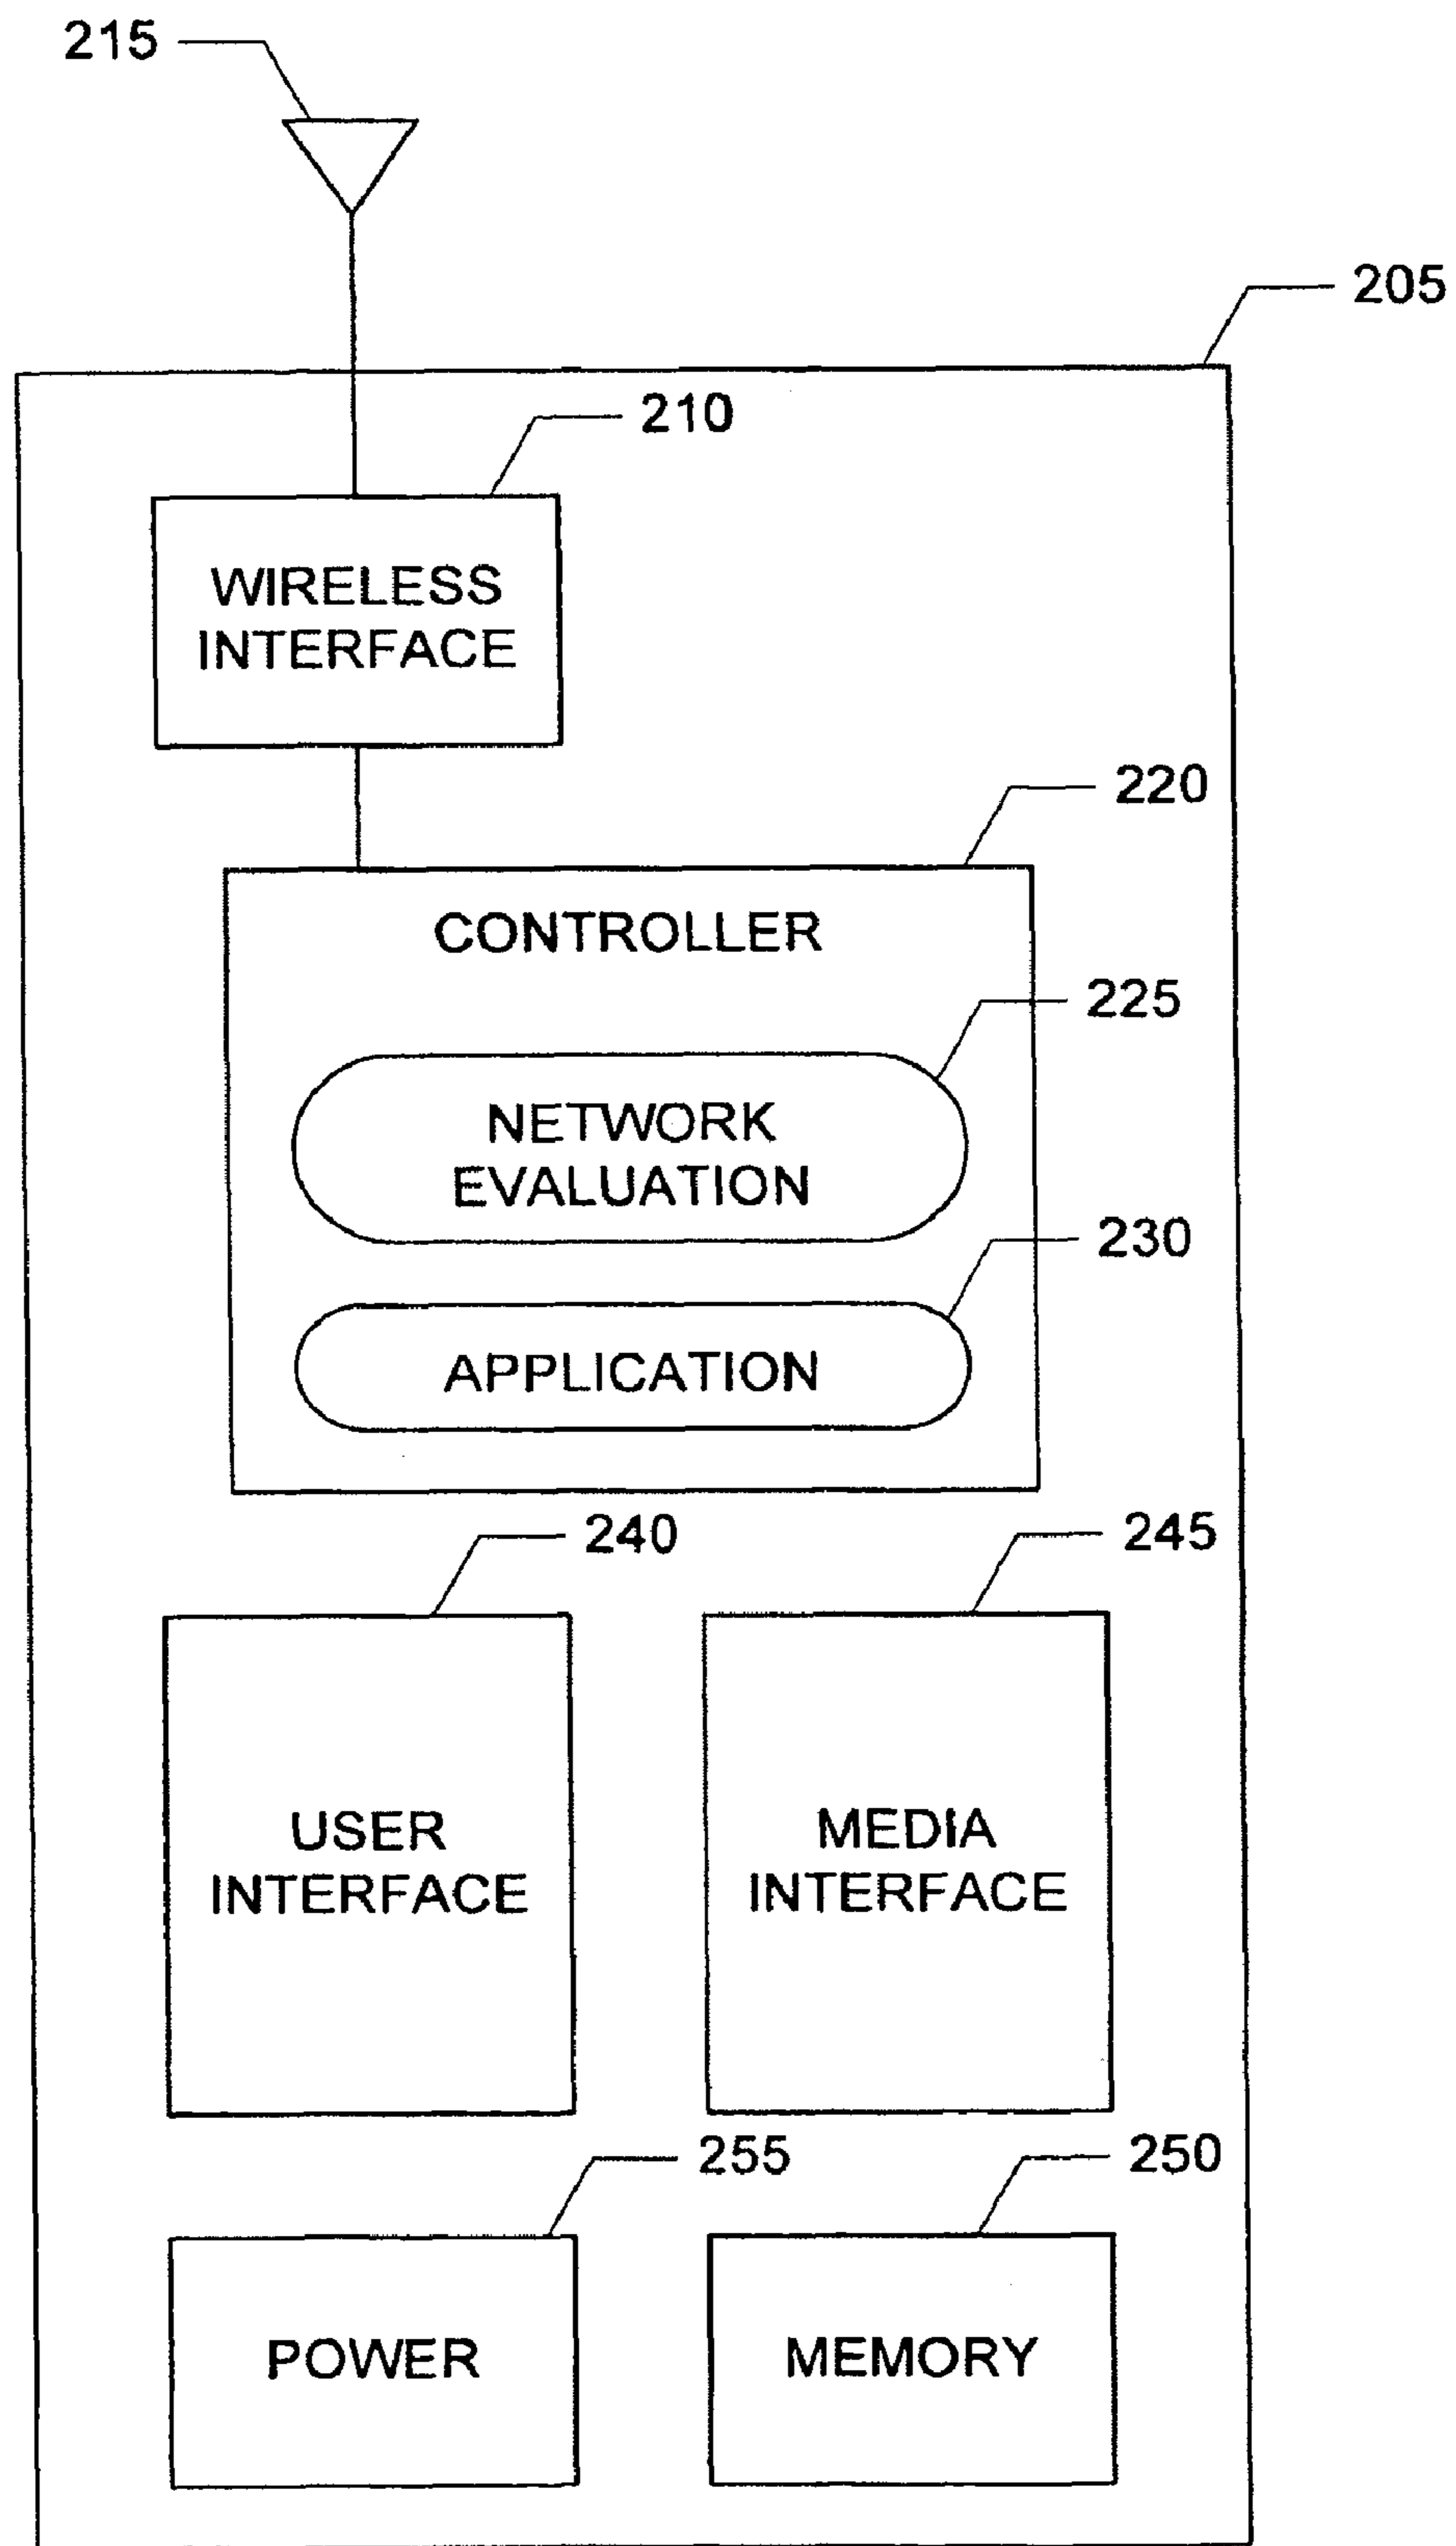 215
205
210
WIRELESS
INTERFACE
220
CONTROLLER
225
NETWORK
EVALUATION
230
APPLICATION
240
245
USER
INTERFACE
MEDIA
INTERFACE
255
250
POWER
MEMORY